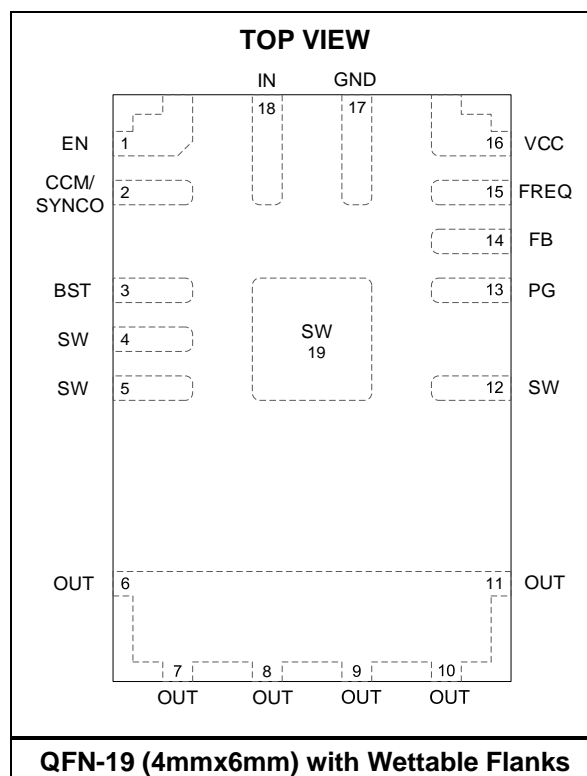 TOP VIEW
IN GND
18 17
EN 1 16 VCC
CCM/
SYNCO 2 15 FREQ
14 FB
BST 3 13 PG
SW 4
SW
19
SW 5 12 SW
OUT 6 11 OUT
7 8 9 10
OUT OUT OUT OUT
QFN-19 (4mmx6mm) with Wettable Flanks